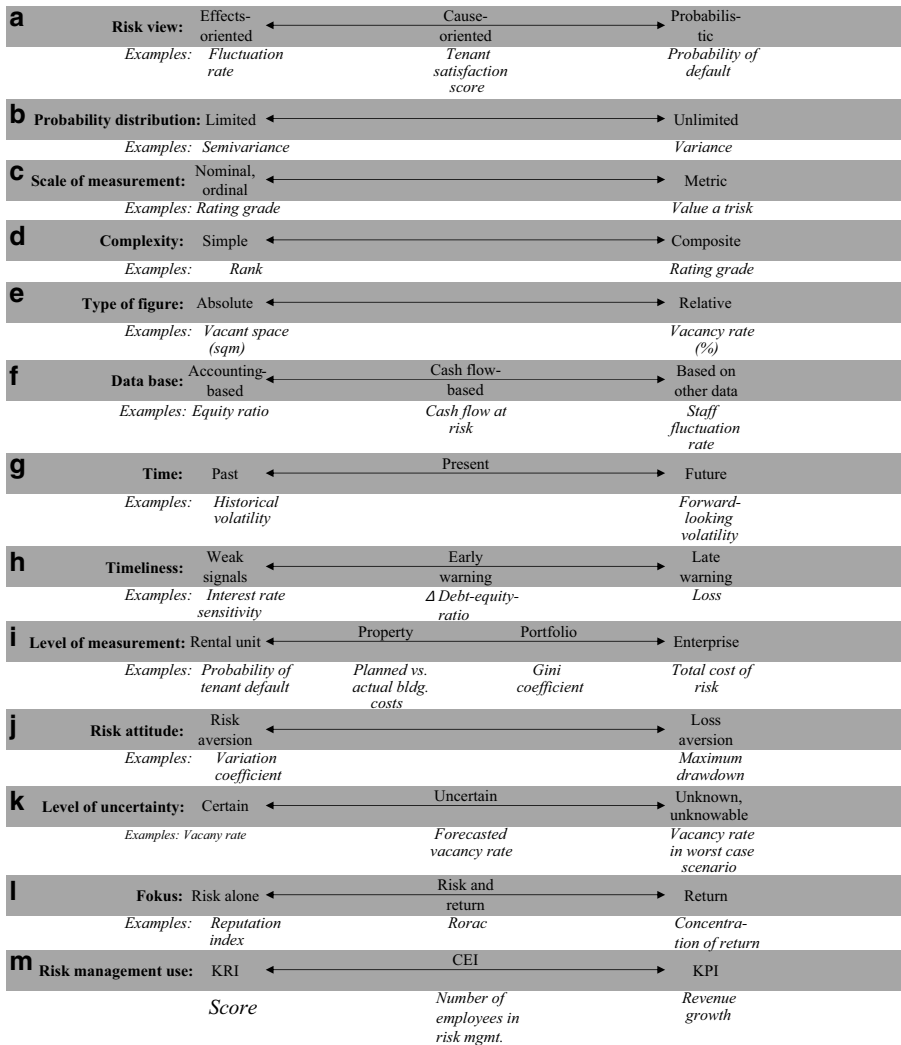 a
Risk view: Effects-oriented Cause-oriented Probabilis-tic
Examples: Fluctuation rate Tenant satisfaction score Probability of default
b
Probability distribution: Limited Unlimited
Examples: Semivariance Variance
c
Scale of measurement: Nominal, ordinal Metric
Examples: Rating grade Value a trisk
d
Complexity: Simple Composite
Examples: Rank Rating grade
e
Type of figure: Absolute Relative
Examples: Vacant space (sqm) Vacancy rate (%)
f
Data base: Accounting-based Cash flow-based Based on other data
Examples: Equity ratio Cash flow at risk Staff fluctuation rate
g
Time: Past Present Future
Examples: Historical volatility Forward-looking volatility
h
Timeliness: Weak signals Early warning Late warning
Examples: Interest rate sensitivity Δ Debt-equity-ratio Loss
i
Level of measurement: Rental unit Property Portfolio Enterprise
Examples: Probability of tenant default Planned vs. actual bldg. costs Gini coefficient Total cost of risk
j
Risk attitude: Risk aversion Loss aversion
Examples: Variation coefficient Maximum drawdown
k
Level of uncertainty: Certain Uncertain Unknown, unknowable
Examples: Vacany rate Forecasted vacancy rate Vacancy rate in worst case scenario
l
Fokus: Risk alone Risk and return Return
Examples: Reputation index Rorac Concentra-tion of return
m
Risk management use: KRI CEI KPI
Score Number of employees in risk mgmt. Revenue growth